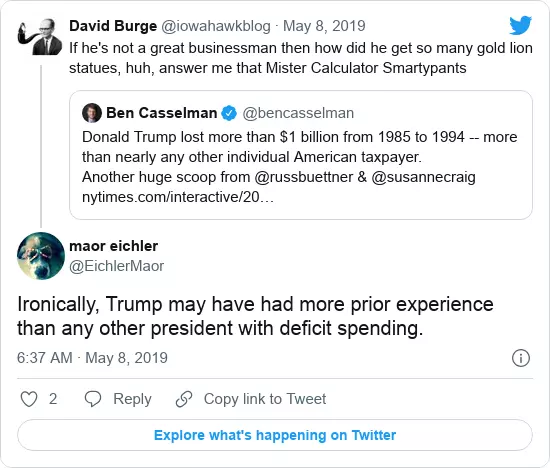 David Burge @iowahawkblog · May 8, 2019
If he's not a great businessman then how did he get so many gold lion
statues, huh, answer me that Mister Calculator Smartypants
Ben Casselman @bencasselman
Donald Trump lost more than $1 billion from 1985 to 1994 -- more
than nearly any other individual American taxpayer.
Another huge scoop from @russbuettner & @susannecraig
nytimes.com/interactive/20…
maor eichler
@EichlerMaor
Ironically, Trump may have had more prior experience
than any other president with deficit spending.
6:37 AM · May 8, 2019
2 Reply Copy link to Tweet
Explore what's happening on Twitter